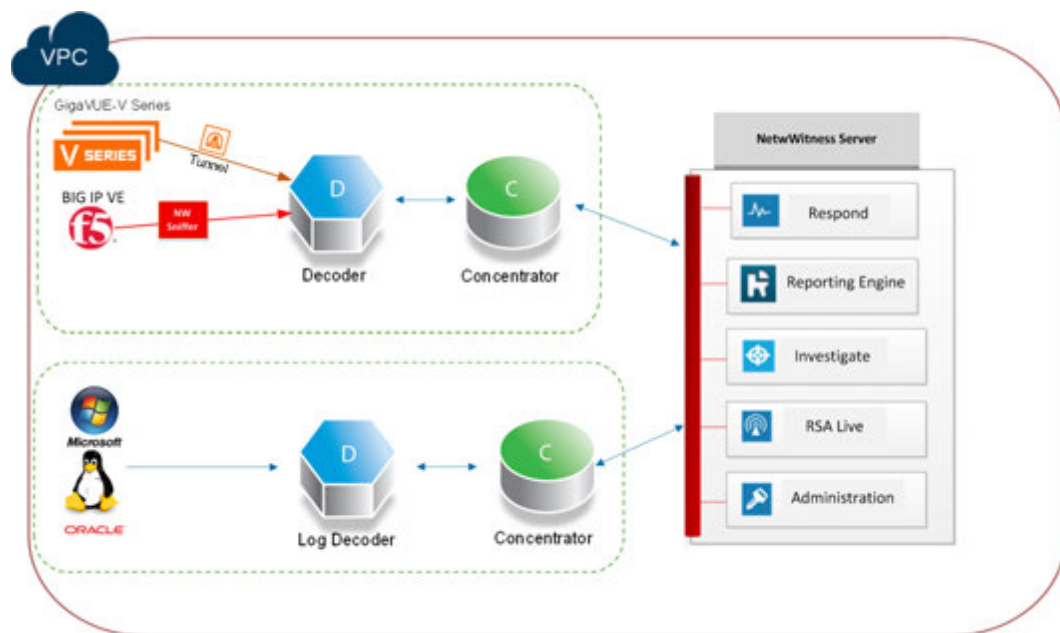 VPC
GigaVUE-V Series
V SERIES
Tunnel
BIG IP VE
f5
NW
Sniffer
D
Decoder
C
Concentrator
Microsoft
ORACLE
D
Log Decoder
C
Concentrator
NetwWitness Server
Respond
Reporting Engine
Investigate
RSA Live
Administration